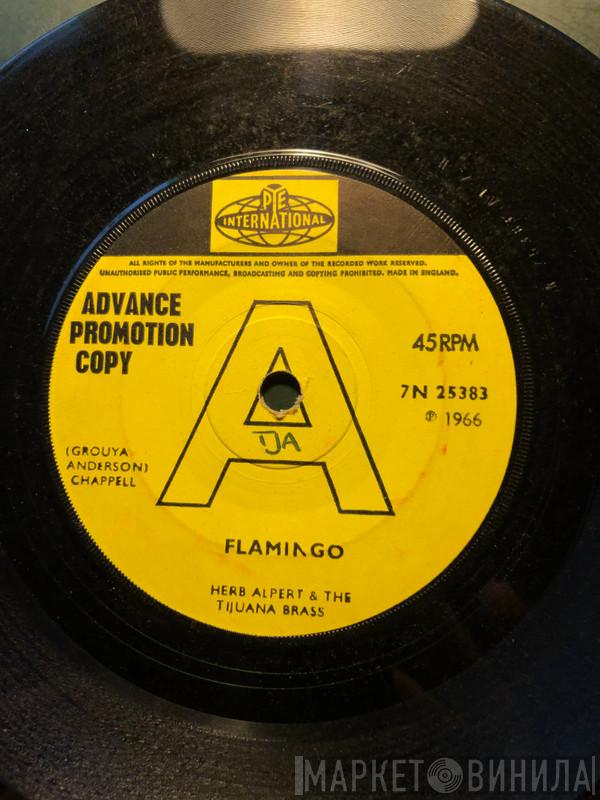 PYE
INTERNATIONAL
ALL RIGHTS OF THE MANUFACTURERS AND OWNER OF THE RECORDED WORK RESERVED.
UNAUTHORISED PUBLIC PERFORMANCE, BROADCASTING AND COPYING PROHIBITED. MADE IN ENGLAND.
ADVANCE
PROMOTION
COPY
A
45RPM
7N 25383
℗ 1966
(GROUYA
ANDERSON)
CHAPPELL
FLAMINGO
HERB ALPERT & THE
TIJUANA BRASS
МАРКЕТ ВИНИЛА